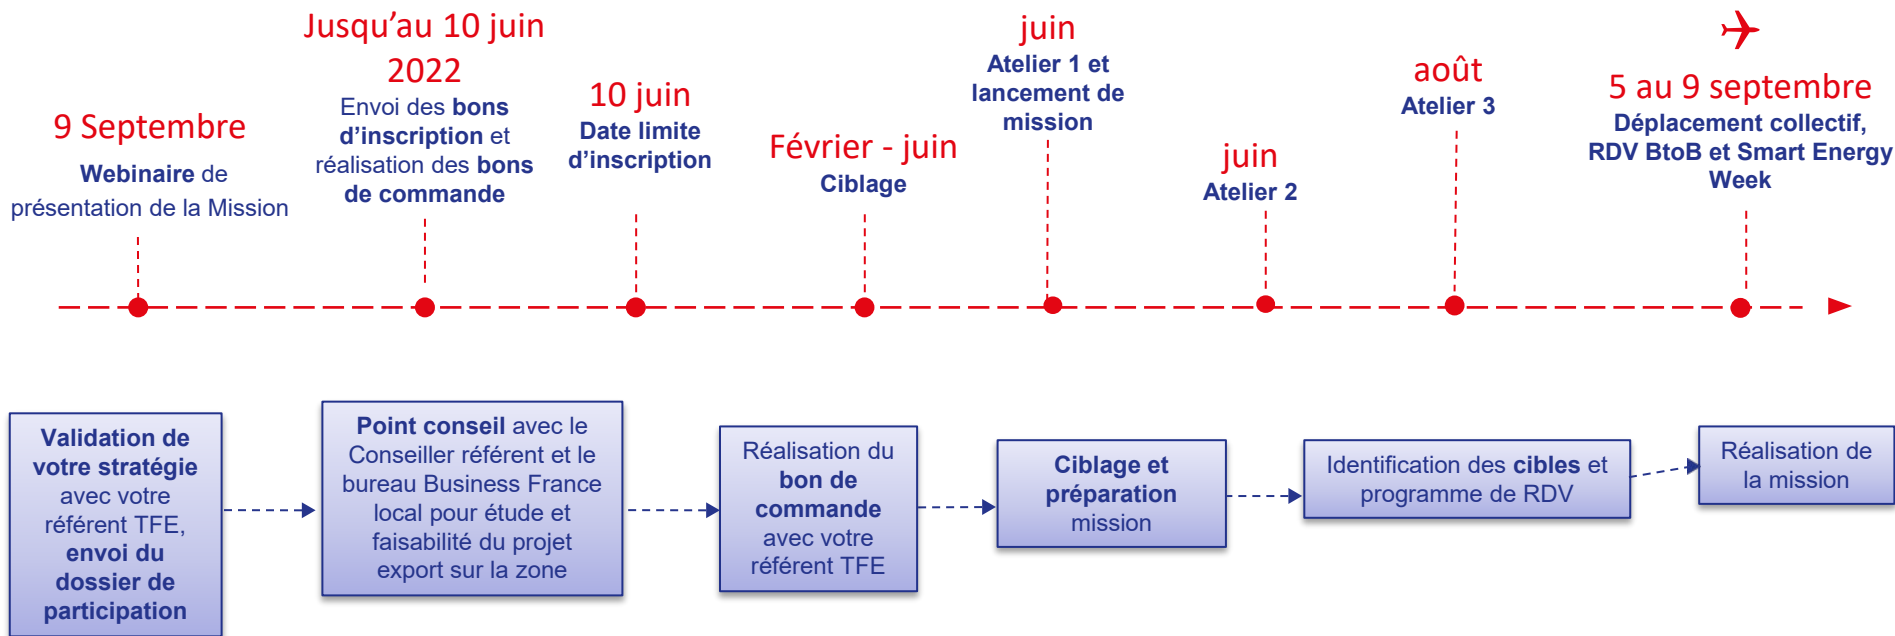 9 Septembre
Webinaire de
présentation de la Mission
Jusqu'au 10 juin
2022
Envoi des bons
d'inscription et
réalisation des bons
de commande
10 juin
Date limite
d'inscription
Février - juin
Ciblage
juin
Atelier 1 et
lancement de
mission
juin
Atelier 2
août
Atelier 3
5 au 9 septembre
Déplacement collectif,
RDV BtoB et Smart Energy
Week
Validation de
votre stratégie
avec votre
référent TFE,
envoi du
dossier de
participation
Point conseil avec le
Conseiller référent et le
bureau Business France
local pour étude et
faisabilité du projet
export sur la zone
Réalisation du
bon de
commande
avec votre
référent TFE
Ciblage et
préparation
mission
Identification des cibles et
programme de RDV
Réalisation de
la mission